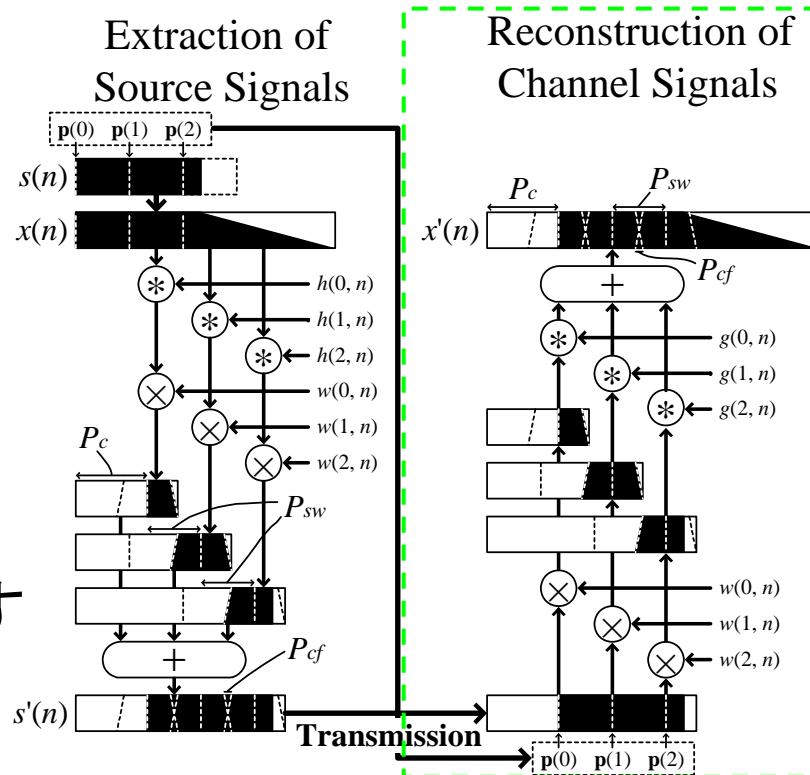 Extraction of
Source Signals
p(0) p(1) p(2)
s(n)
x(n)
h(0, n)
h(1, n)
h(2, n)
w(0, n)
w(1, n)
w(2, n)
P_c
P_sw
+
P_cf
s'(n)
Transmission
Reconstruction of
Channel Signals
P_c
P_sw
x'(n)
P_cf
+
g(0, n)
g(1, n)
g(2, n)
w(0, n)
w(1, n)
w(2, n)
p(0) p(1) p(2)